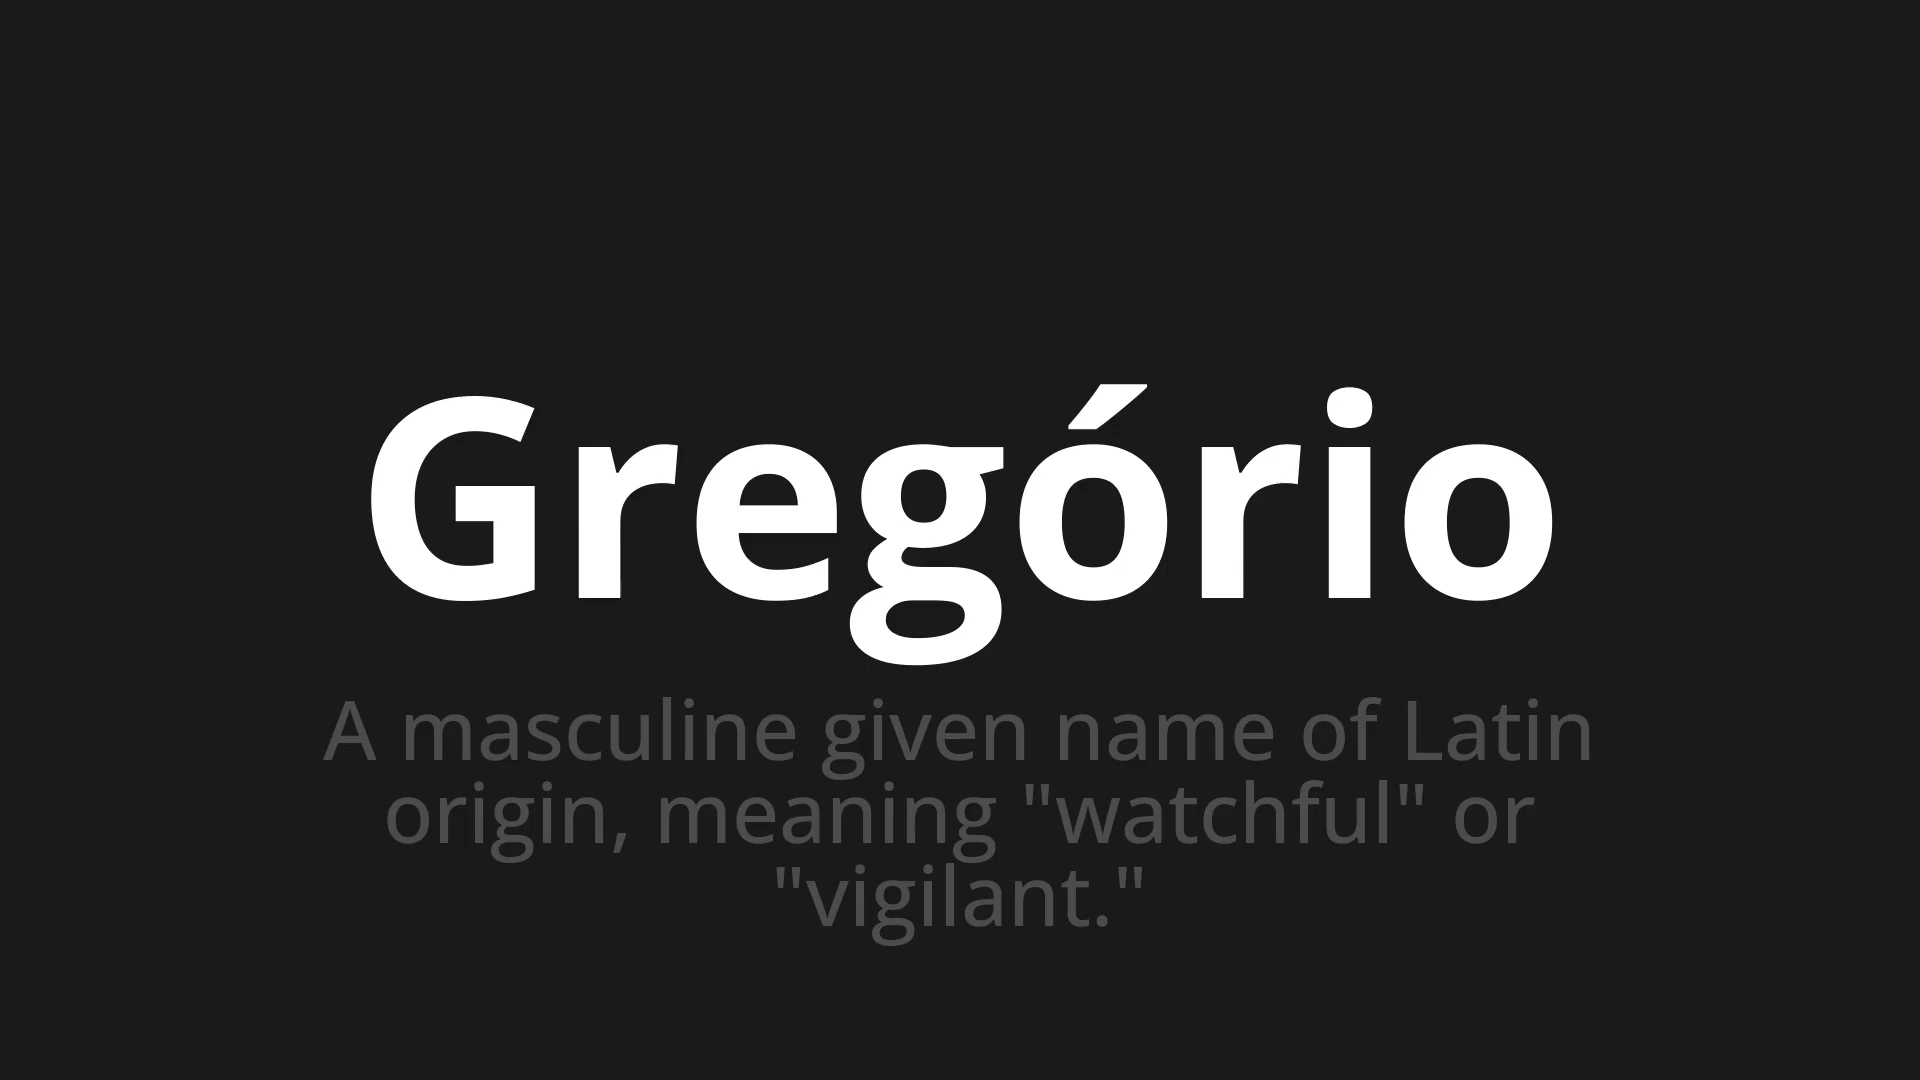 Gregório
A masculine given name of Latin
origin, meaning "watchful" or
"vigilant."